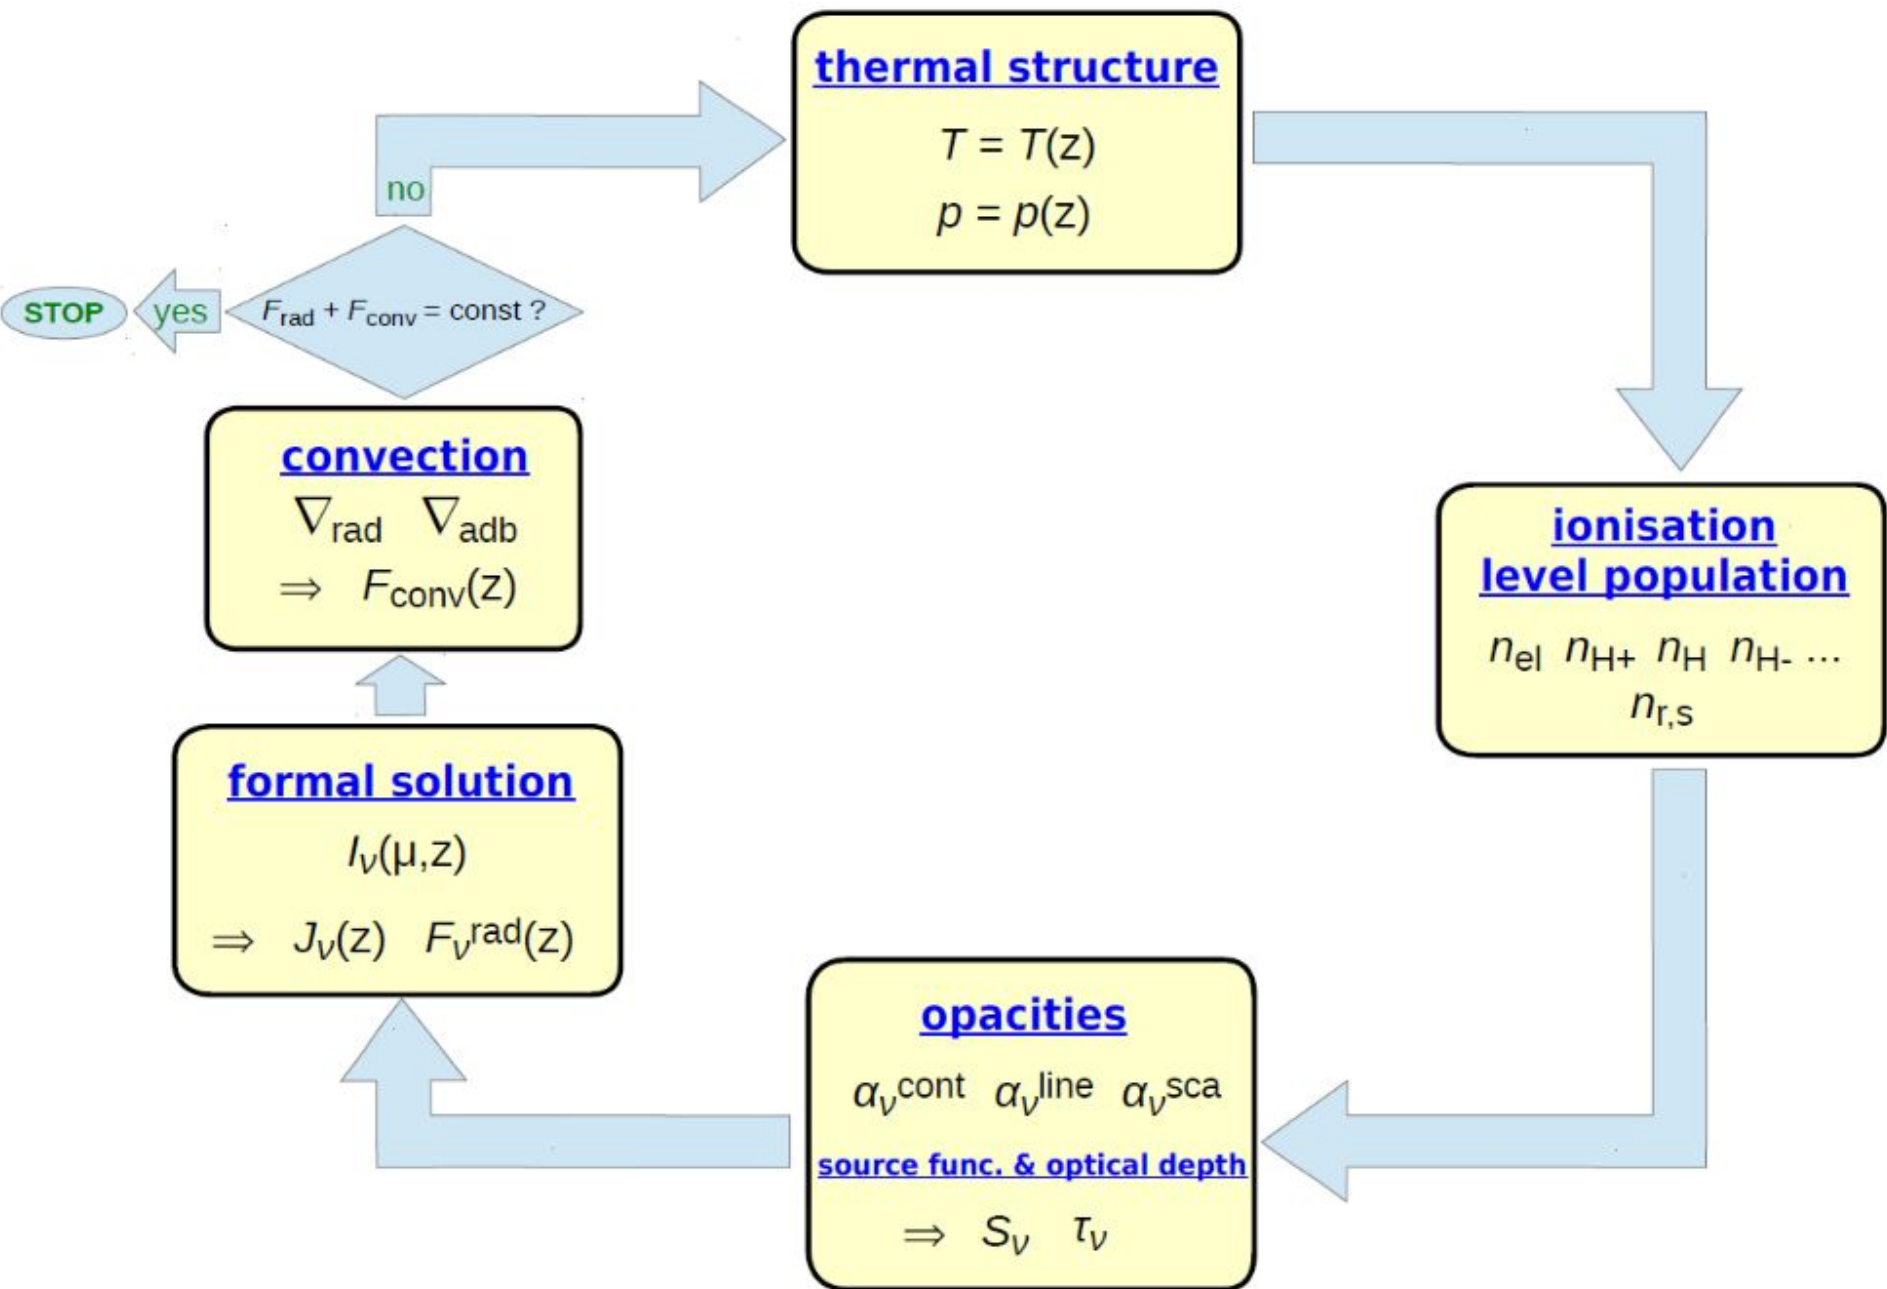 thermal structure
T = T(z)
p = p(z)
no
STOP
yes
F_rad + F_conv = const ?
convection
∇_rad ∇_adb
⇒ F_conv(z)
ionisation
level population
n_el n_H+ n_H n_H- ...
n_r,s
formal solution
I_ν(μ,z)
⇒ J_ν(z) F_ν^rad(z)
opacities
α_ν^cont α_ν^line α_ν^sca
source func. & optical depth
⇒ S_ν τ_ν